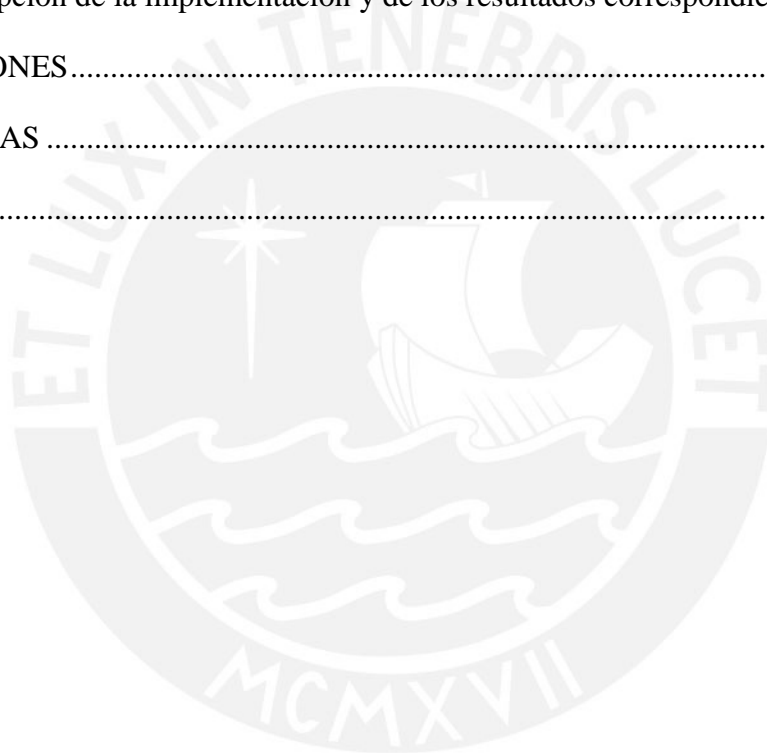 pción de la implementación y de los resultados correspondie
ONES.......................................................................................................
AS ...........................................................................................................
...................................................................................................................
ET LUX IN TENEBRIS LUCET
MCMXVII